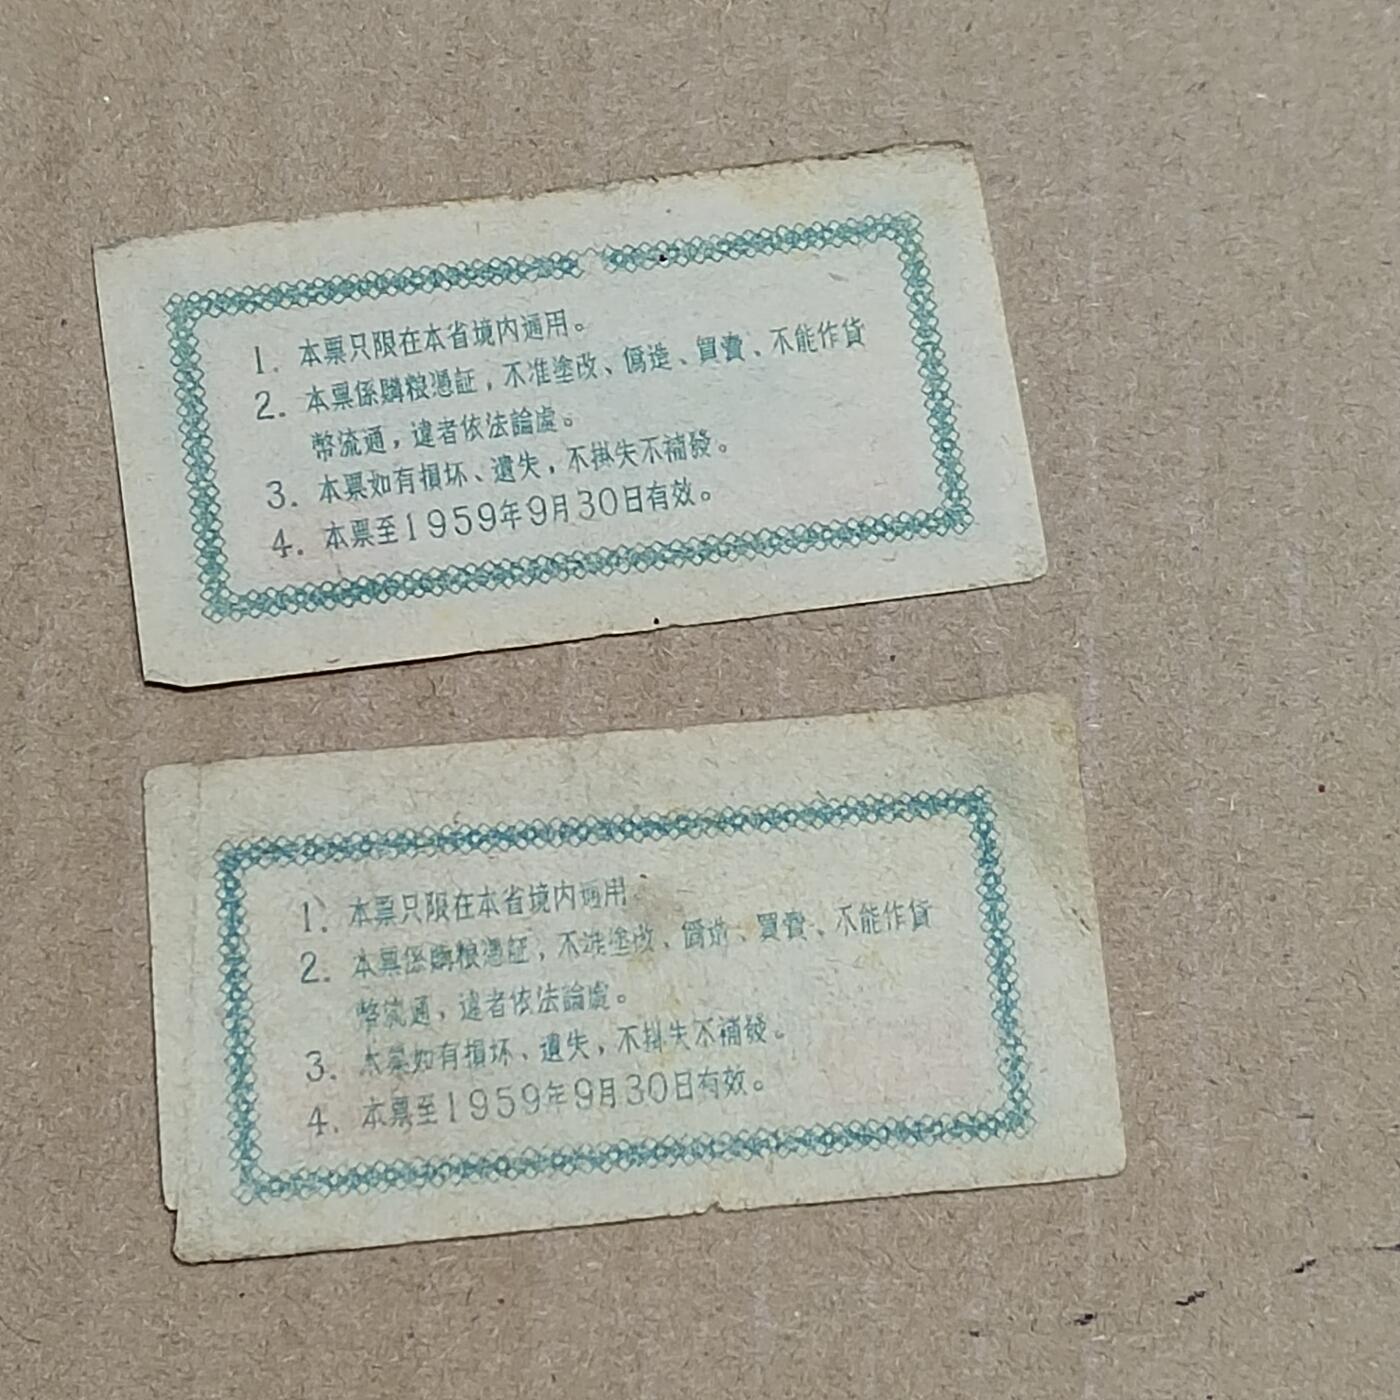 1. 本票只限在本省境内通用。
2. 本票係購粮憑証，不准塗改、僞造、買賣、不能作貨
幣流通，違者依法論處。
3. 本票如有損坏、遺失，不掛失不補發。
4. 本票至1959年9月30日有效。
1. 本票只限在本省境内通用
2. 本票係購粮憑証，不准塗改、僞造、買賣、不能作貨
幣流通，違者依法論處。
3. 本票如有損坏、遺失，不掛失不補發。
4. 本票至1959年9月30日有效。